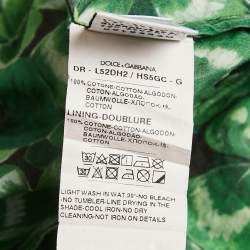 DOLCE & GABBANA
DR - L52DH2 / HS5GC - G
100% COTONE-COTTON-ALGODÃO-
COTON-ALGODON-
BAUMWOLLE-ХЛОПОК-棉
COTTON
LINING-DOUBLURE
100% COTONE-COTTON-ALGODÃO-
COTON-ALGODON-
BAUMWOLLE-ХЛОПОК-棉
COTTON
LIGHT WASH IN WAT 30°-NO BLEACH
-NO TUMBLER-LINE DRYING IN THE
SHADE-COOL IRON-NO DRY
CLEANING-NOT IRON ON DETAILS